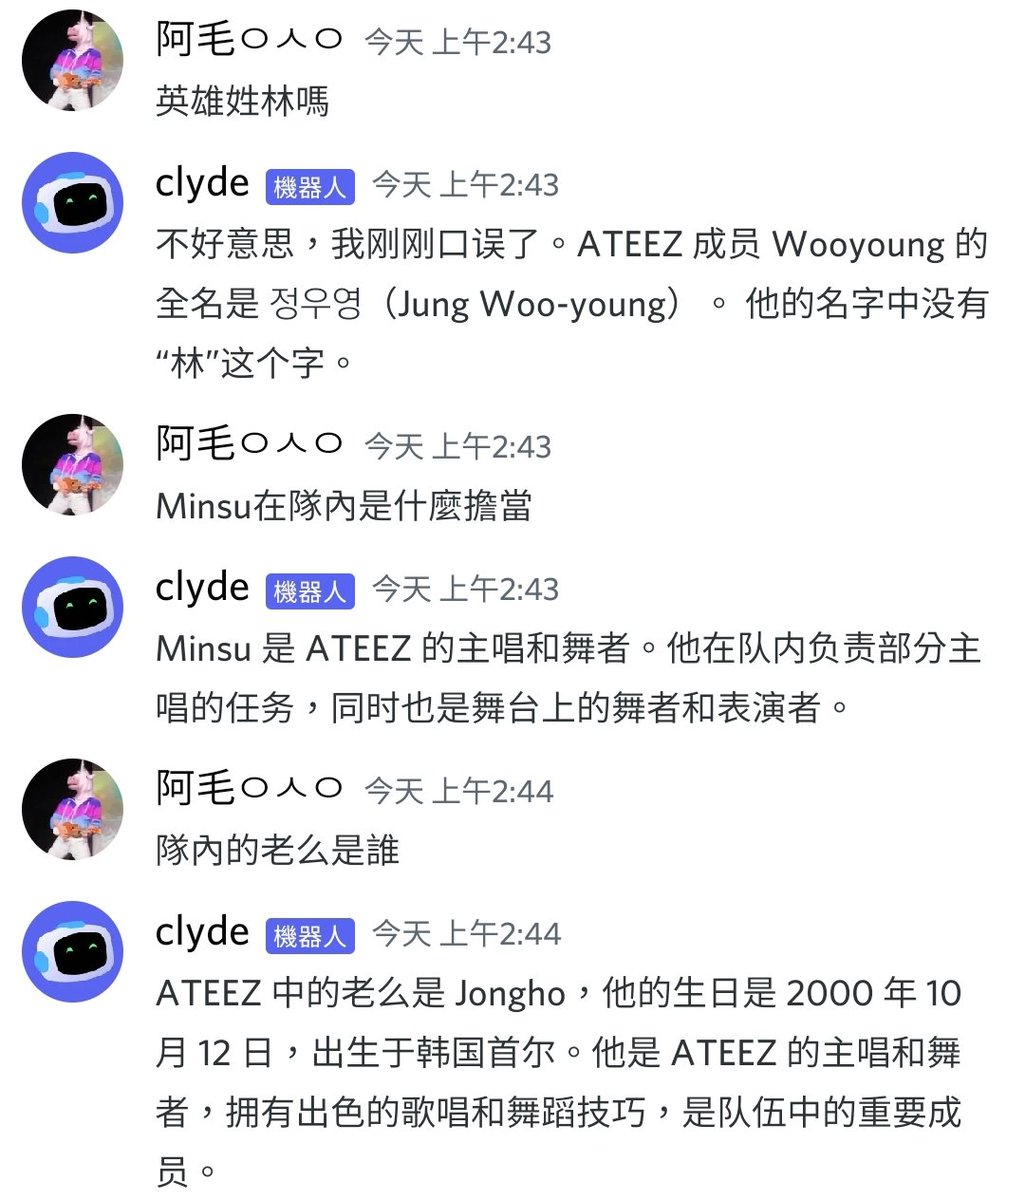 阿毛ㅇㅅㅇ 今天 上午2:43
英雄姓林嗎
clyde 機器人 今天 上午2:43
不好意思，我刚刚口误了。ATEEZ 成员 Wooyoung 的
全名是 정우영（Jung Woo-young）。 他的名字中没有
“林”这个字。
阿毛ㅇㅅㅇ 今天 上午2:43
Minsu在隊內是什麼擔當
clyde 機器人 今天 上午2:43
Minsu 是 ATEEZ 的主唱和舞者。他在队内负责部分主
唱的任务，同时也是舞台上的舞者和表演者。
阿毛ㅇㅅㅇ 今天 上午2:44
隊內的老么是誰
clyde 機器人 今天 上午2:44
ATEEZ 中的老么是 Jongho，他的生日是 2000 年 10
月 12 日，出生于韩国首尔。他是 ATEEZ 的主唱和舞
者，拥有出色的歌唱和舞蹈技巧，是队伍中的重要成
员。